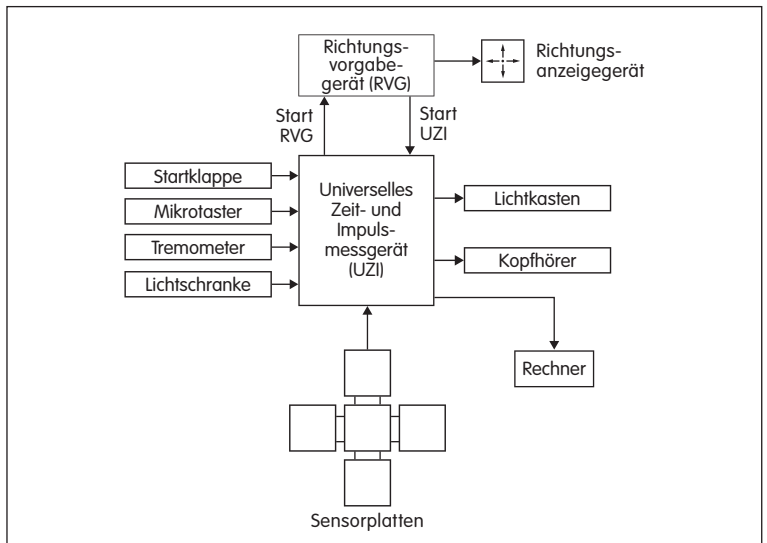 Richtungs-
vorgabe-
gerät (RVG)
Richtungs-
anzeigegerät
Start
RVG
Start
UZI
Startklappe
Mikrotaster
Tremometer
Lichtschranke
Universelles
Zeit- und
Impuls-
messgerät
(UZI)
Lichtkasten
Kopfhörer
Rechner
Sensorplatten